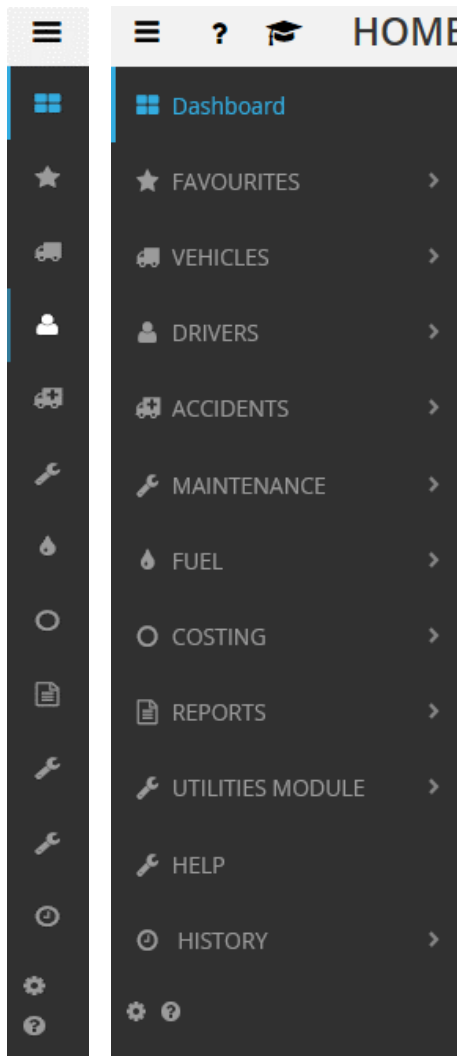 ? HOME
Dashboard
FAVOURITES
VEHICLES
DRIVERS
ACCIDENTS
MAINTENANCE
FUEL
COSTING
REPORTS
UTILITIES MODULE
HELP
HISTORY